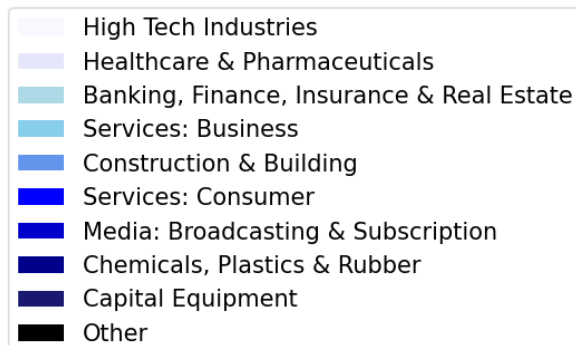 High Tech Industries
Healthcare & Pharmaceuticals
Banking, Finance, Insurance & Real Estate
Services: Business
Construction & Building
Services: Consumer
Media: Broadcasting & Subscription
Chemicals, Plastics & Rubber
Capital Equipment
Other